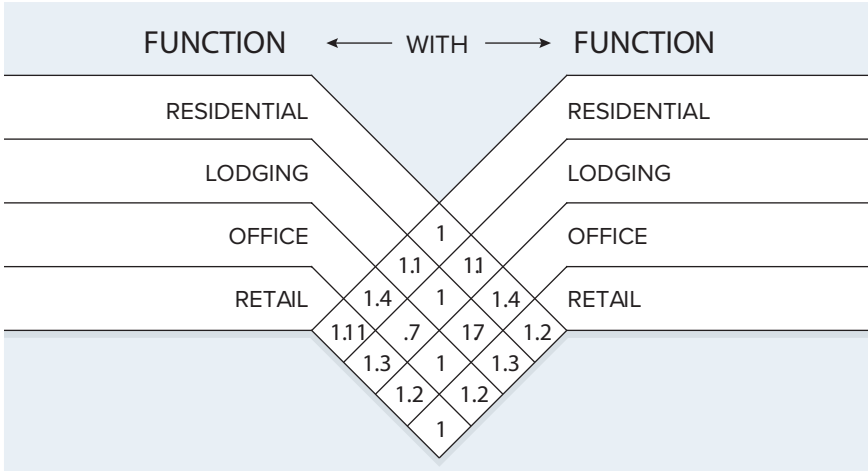 FUNCTION WITH FUNCTION
RESIDENTIAL RESIDENTIAL
LODGING LODGING
OFFICE OFFICE
RETAIL RETAIL
1
1.1 1.1
1.4 1 1.4
1.11 .7 17 1.2
1.3 1 1.3
1.2 1.2
1